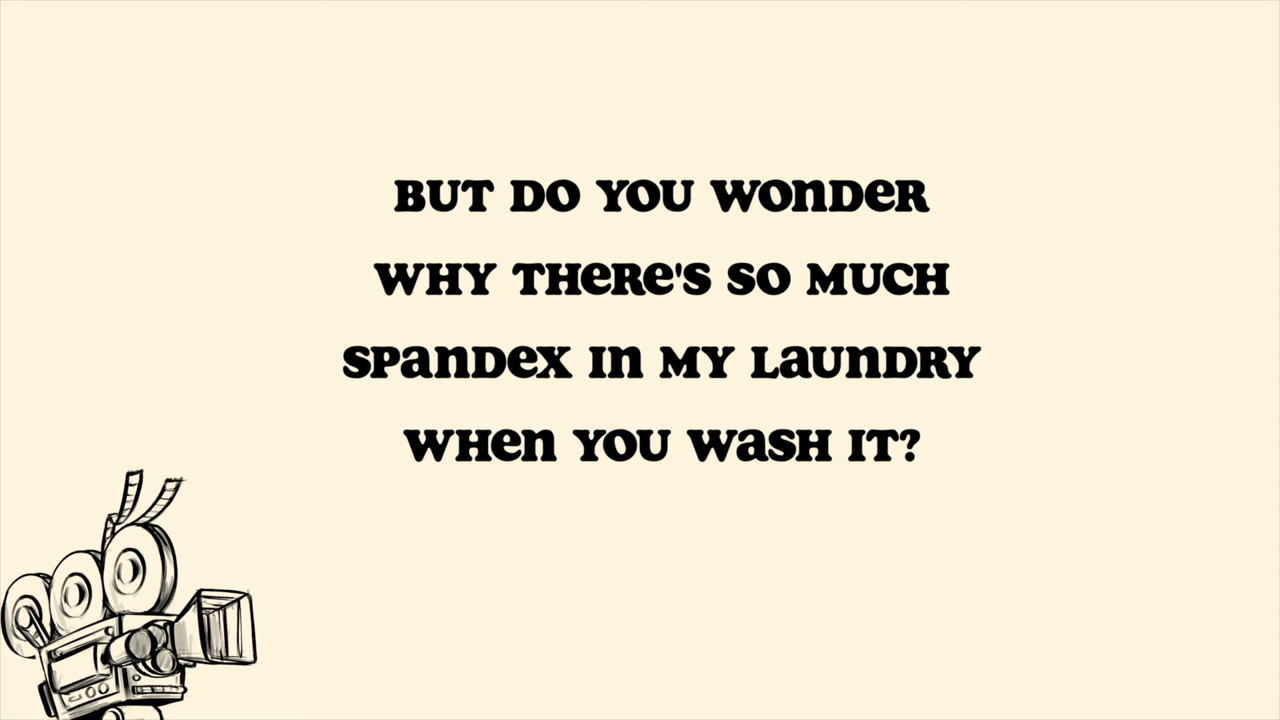 BUT DO YOU WONDER
WHY THERE'S SO MUCH
SPANDEX IN MY LAUNDRY
WHEN YOU WASH IT?